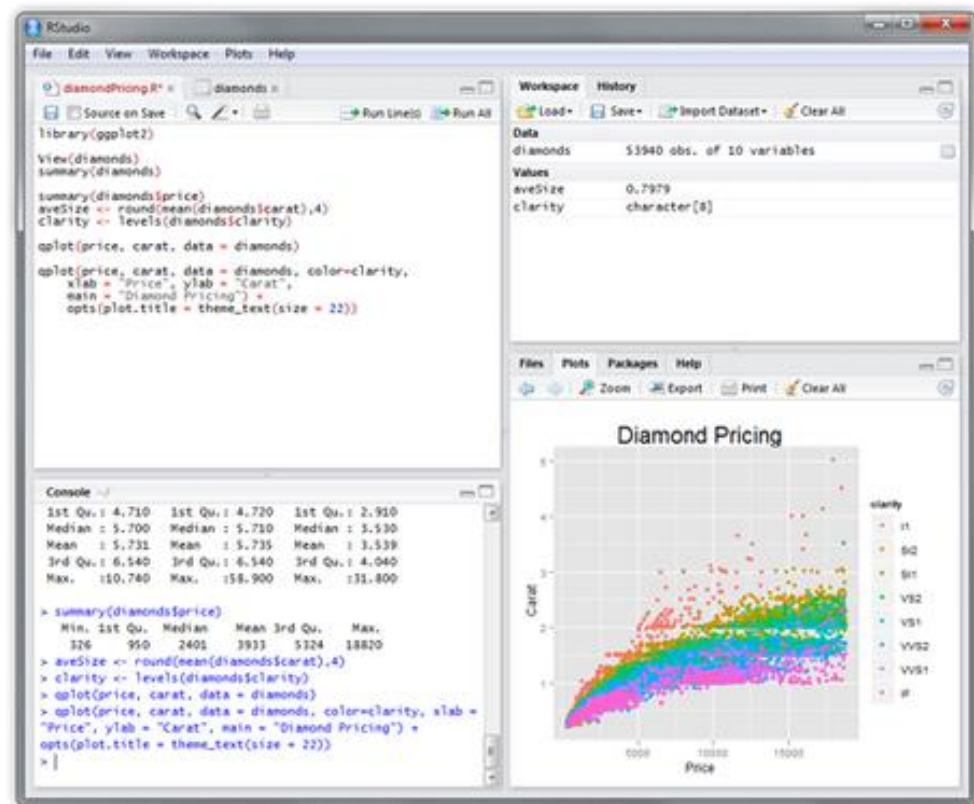 RStudio
File Edit View Workspace Plots Help
diamondPricing.R* diamonds
Source on Save Run Line(s) Run All
library(ggplot2)
View(diamonds)
summary(diamonds)
summary(diamonds$price)
aveSize <- round(mean(diamonds$carat),4)
clarity <- levels(diamonds$clarity)
qplot(price, carat, data = diamonds)
qplot(price, carat, data = diamonds, color=clarity,
xlab = "Price", ylab = "Carat",
main = "Diamond Pricing") +
opts(plot.title = theme_text(size = 22))
Console ~/
1st Qu.: 4.710 1st Qu.: 4.720 1st Qu.: 2.910
Median : 5.700 Median : 5.710 Median : 3.530
Mean : 5.731 Mean : 5.735 Mean : 3.539
3rd Qu.: 6.540 3rd Qu.: 6.540 3rd Qu.: 4.040
Max. :10.740 Max. :58.900 Max. :31.800
> summary(diamonds$price)
Min. 1st Qu. Median Mean 3rd Qu. Max.
326 950 2401 3933 5324 18820
> aveSize <- round(mean(diamonds$carat),4)
> clarity <- levels(diamonds$clarity)
> qplot(price, carat, data = diamonds)
> qplot(price, carat, data = diamonds, color=clarity, xlab =
"Price", ylab = "Carat", main = "Diamond Pricing") +
opts(plot.title = theme_text(size = 22))
>
Workspace History
Load Save Import Dataset Clear All
Data
diamonds 53940 obs. of 10 variables
Values
aveSize 0.7979
clarity character[8]
Files Plots Packages Help
Zoom Export Print Clear All
Diamond Pricing
5
4
3
2
1
Carat
5000 10000 15000
Price
clarity
I1
SI2
SI1
VS2
VS1
VVS2
VVS1
IF